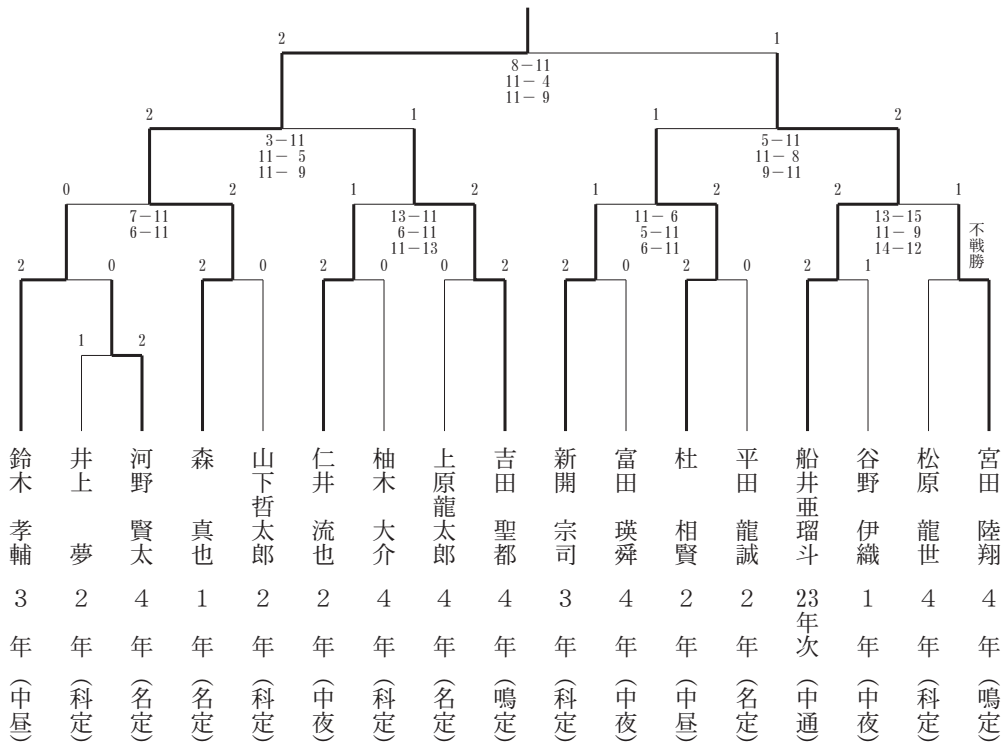 2 1
8-11
11- 4
11- 9
2 1 1 2
3-11
11- 5
11- 9
5-11
11- 8
9-11
0 2 1 2 1 2 2 1
7-11
6-11
13-11
6-11
11-13
11- 6
5-11
6-11
13-15
11- 9
14-12
不戦勝
2 0 2 0 2 0 0 2 2 0 2 0 2 1
1 2
鈴木 孝輔 3 年 (中昼)
井上 夢 2 年 (科定)
河野 賢太 4 年 (名定)
森 真也 1 年 (名定)
山下哲太郎 2 年 (科定)
仁井 流也 2 年 (中夜)
柚木 大介 4 年 (科定)
上原龍太郎 4 年 (名定)
吉田 聖都 4 年 (鳴定)
新開 宗司 3 年 (科定)
富田 瑛舜 4 年 (中夜)
杜 相賢 2 年 (中昼)
平田 龍誠 2 年 (名定)
船井亜瑠斗 23年次 (中通)
谷野 伊織 1 年 (中夜)
松原 龍世 4 年 (科定)
宮田 陸翔 4 年 (鳴定)